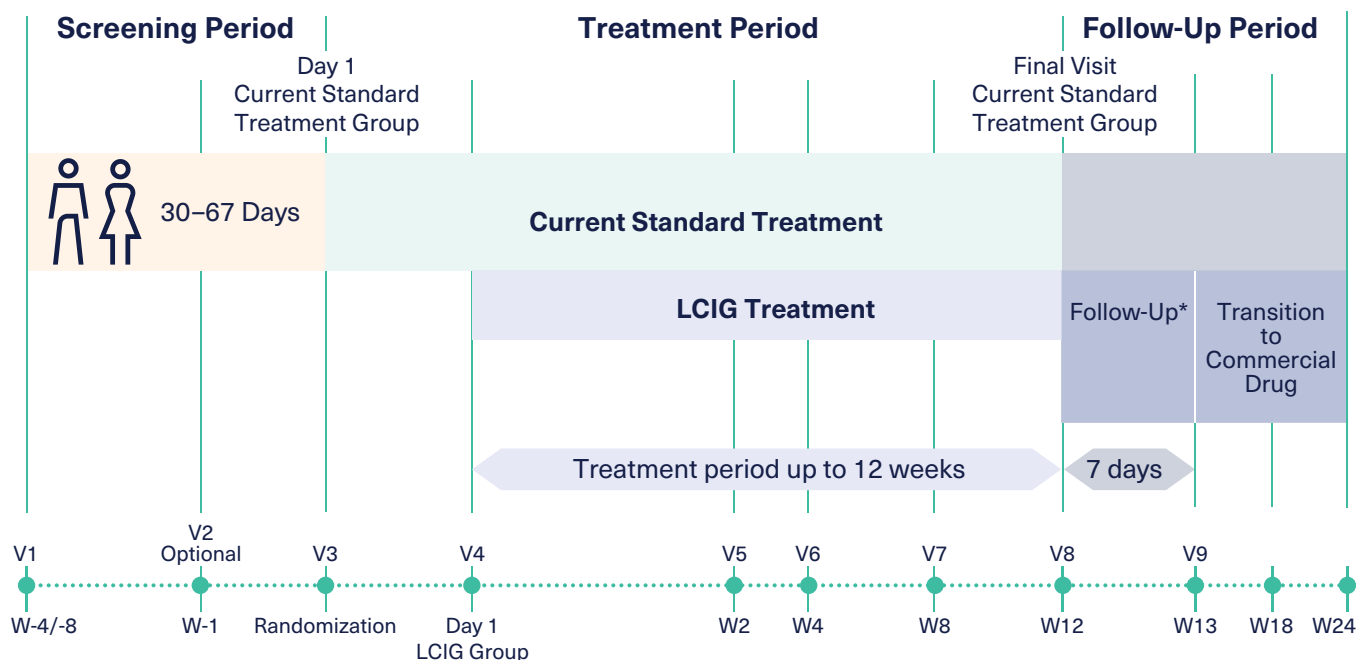 Screening Period
Treatment Period
Follow-Up Period
Day 1
Current Standard
Treatment Group
Final Visit
Current Standard
Treatment Group
30–67 Days
Current Standard Treatment
LCIG Treatment
Follow-Up*
Transition
to
Commercial
Drug
Treatment period up to 12 weeks
7 days
V1
V2
Optional
V3
V4
V5
V6
V7
V8
V9
W-4/-8
W-1
Randomization
Day 1
LCIG Group
W2
W4
W8
W12
W13
W18
W24